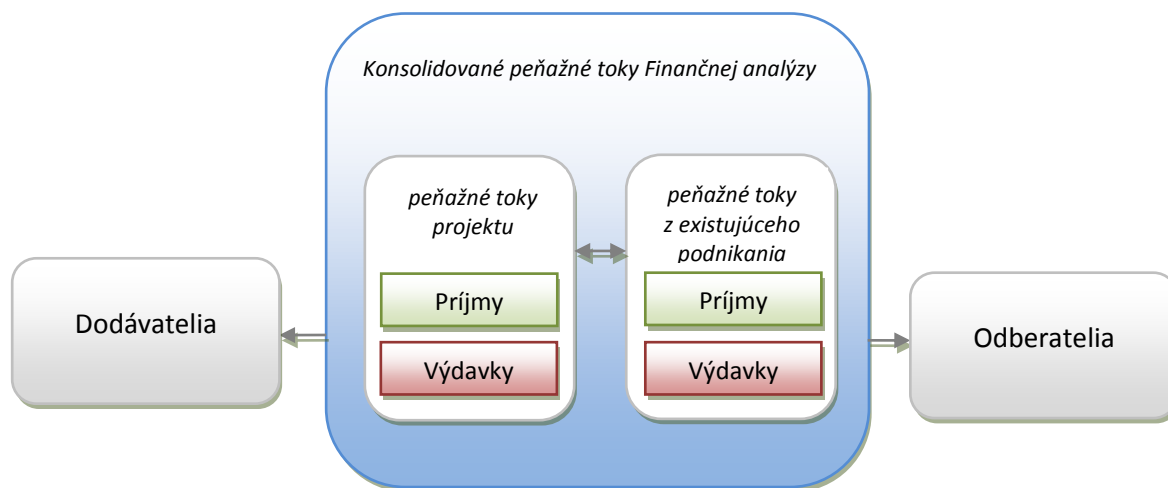 Konsolidované peňažné toky Finančnej analýzy
peňažné toky
projektu
Príjmy
Výdavky
peňažné toky
z existujúceho
podnikania
Príjmy
Výdavky
Dodávatelia
Odberatelia